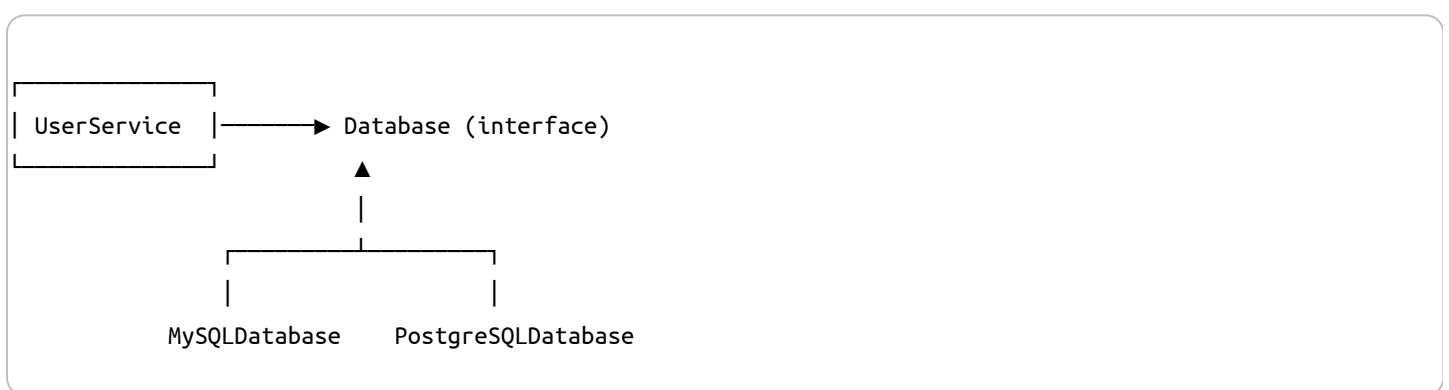 UserService ▶ Database (interface)
▲
MySQLDatabase PostgreSQLDatabase